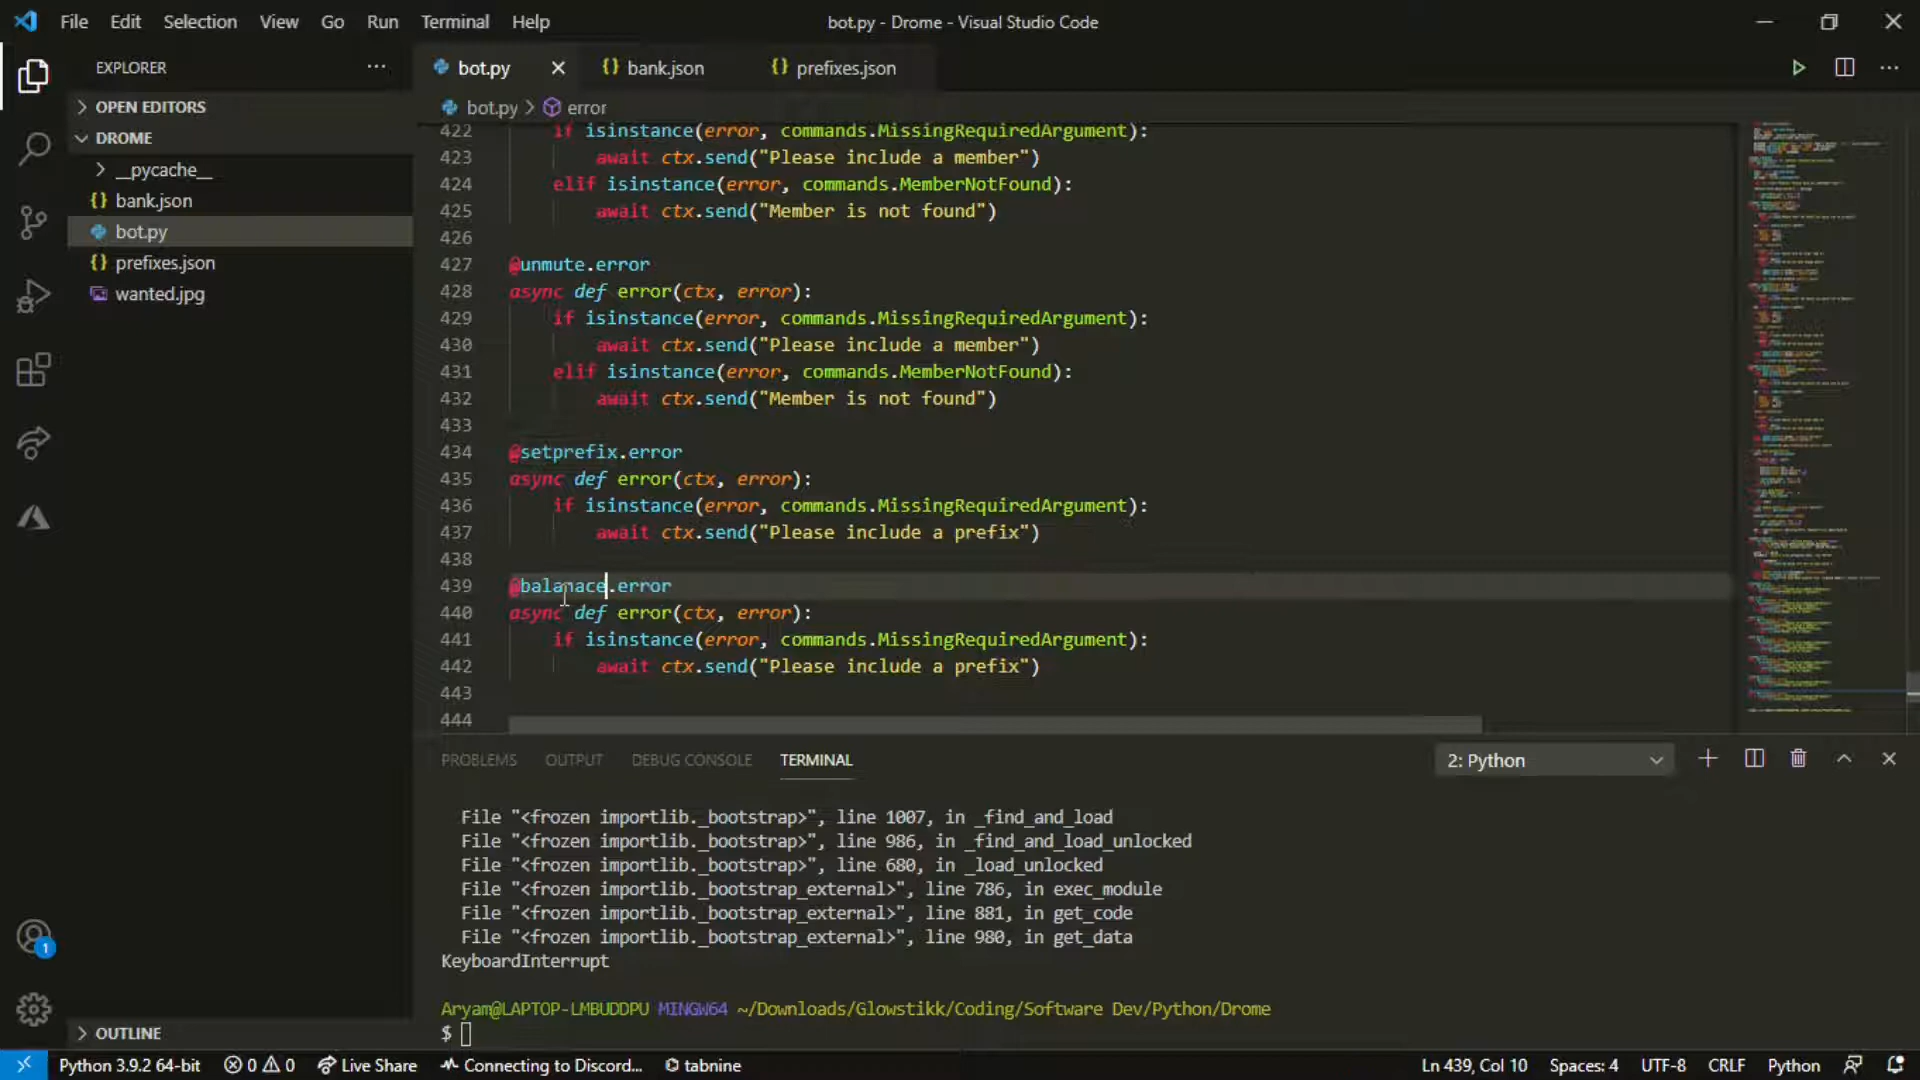 File Edit Selection View Go Run Terminal Help
bot.py - Drome - Visual Studio Code
EXPLORER
OPEN EDITORS
DROME
__pycache__
bank.json
bot.py
prefixes.json
wanted.jpg
OUTLINE
bot.py bank.json prefixes.json
bot.py > error
422 if isinstance(error, commands.MissingRequiredArgument):
423 await ctx.send("Please include a member")
424 elif isinstance(error, commands.MemberNotFound):
425 await ctx.send("Member is not found")
426
427 @unmute.error
428 async def error(ctx, error):
429 if isinstance(error, commands.MissingRequiredArgument):
430 await ctx.send("Please include a member")
431 elif isinstance(error, commands.MemberNotFound):
432 await ctx.send("Member is not found")
433
434 @setprefix.error
435 async def error(ctx, error):
436 if isinstance(error, commands.MissingRequiredArgument):
437 await ctx.send("Please include a prefix")
438
439 @balanace.error
440 async def error(ctx, error):
441 if isinstance(error, commands.MissingRequiredArgument):
442 await ctx.send("Please include a prefix")
443
444
PROBLEMS OUTPUT DEBUG CONSOLE TERMINAL
2: Python
File "<frozen importlib._bootstrap>", line 1007, in _find_and_load
File "<frozen importlib._bootstrap>", line 986, in _find_and_load_unlocked
File "<frozen importlib._bootstrap>", line 680, in _load_unlocked
File "<frozen importlib._bootstrap_external>", line 786, in exec_module
File "<frozen importlib._bootstrap_external>", line 881, in get_code
File "<frozen importlib._bootstrap_external>", line 980, in get_data
KeyboardInterrupt
Aryam@LAPTOP-LMBUDDPU MINGW64 ~/Downloads/Glowstikk/Coding/Software Dev/Python/Drome
$
1
Python 3.9.2 64-bit 0 0 Live Share Connecting to Discord... tabnine
Ln 439, Col 10 Spaces: 4 UTF-8 CRLF Python